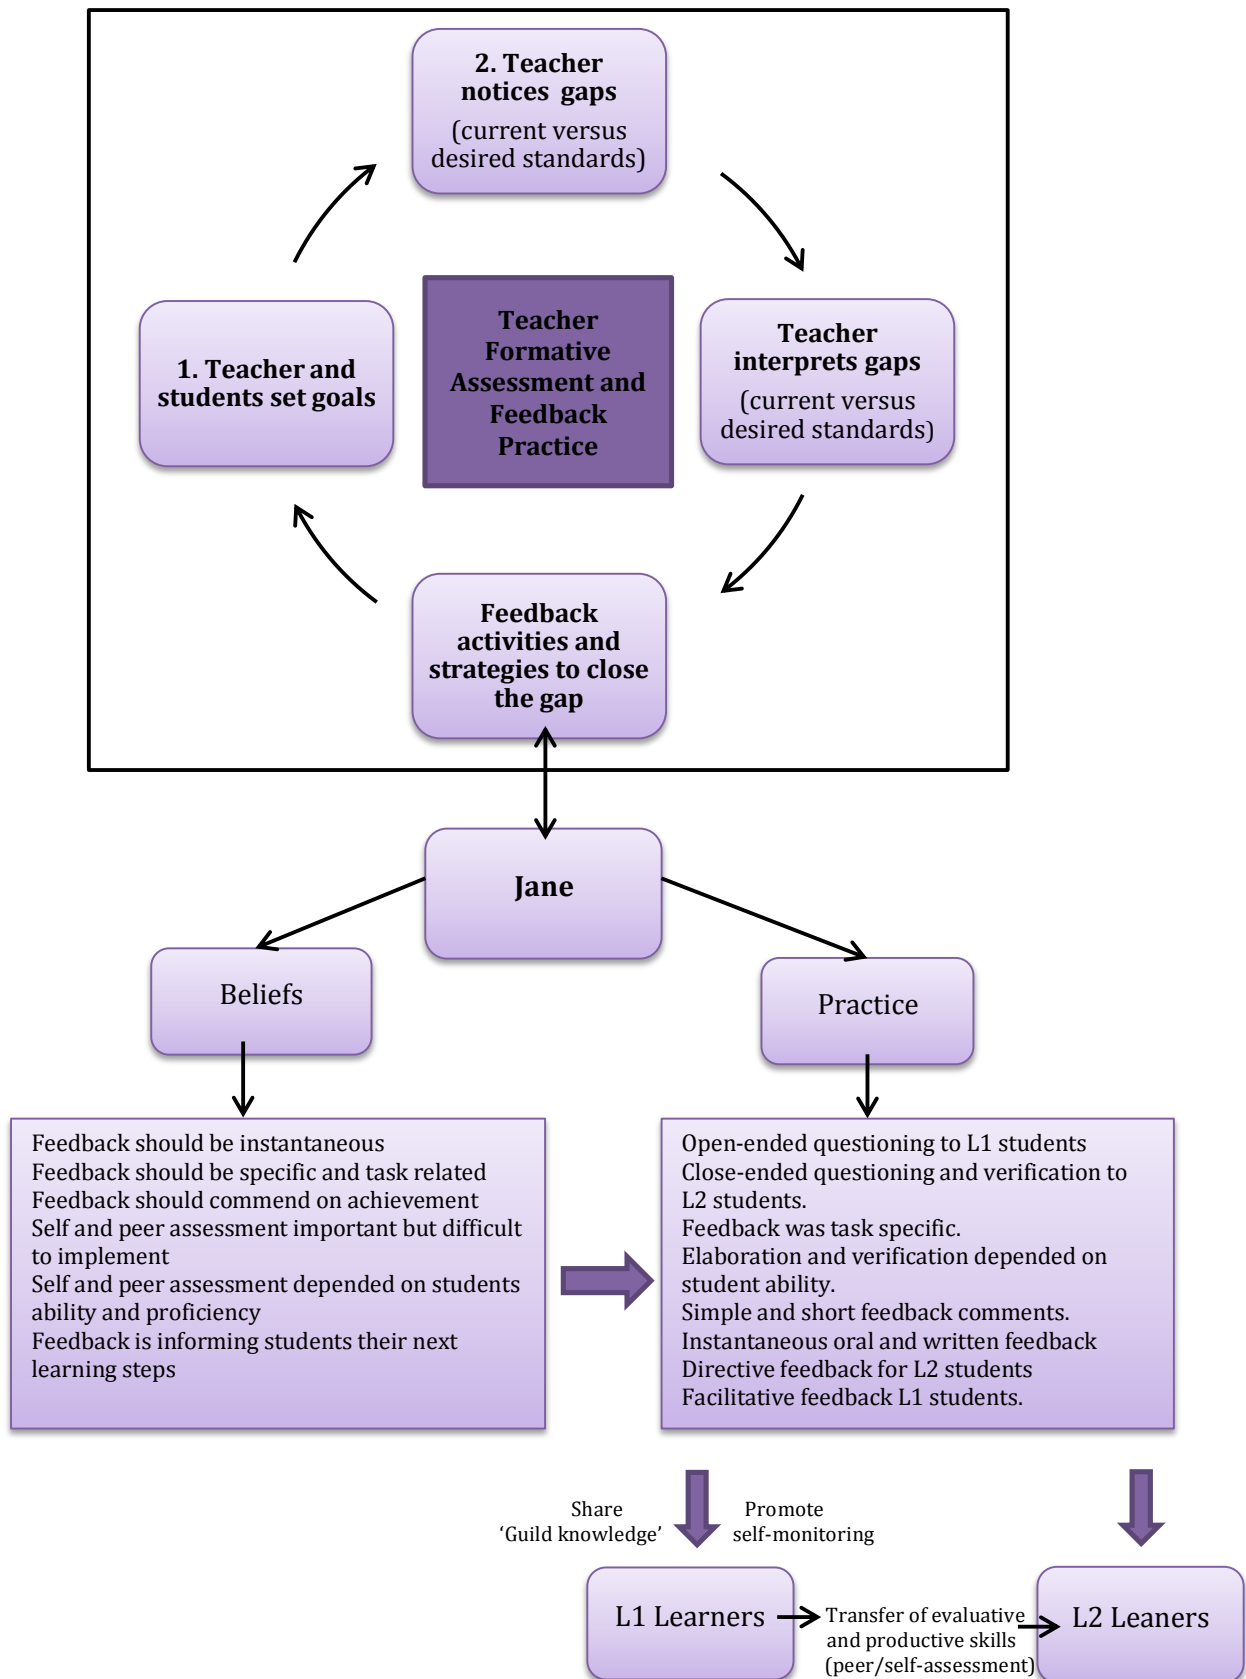 2. Teacher
notices gaps
(current versus
desired standards)
Teacher
Formative
Assessment and
Feedback
Practice
1. Teacher and
students set goals
Teacher
interprets gaps
(current versus
desired standards)
Feedback
activities and
strategies to close
the gap
Jane
Beliefs
Practice
Feedback should be instantaneous
Feedback should be specific and task related
Feedback should commend on achievement
Self and peer assessment important but difficult
to implement
Self and peer assessment depended on students
ability and proficiency
Feedback is informing students their next
learning steps
Open-ended questioning to L1 students
Close-ended questioning and verification to
L2 students.
Feedback was task specific.
Elaboration and verification depended on
student ability.
Simple and short feedback comments.
Instantaneous oral and written feedback
Directive feedback for L2 students
Facilitative feedback L1 students.
Share
‘Guild knowledge’
Promote
self-monitoring
L1 Learners
Transfer of evaluative
and productive skills
(peer/self-assessment)
L2 Leaners